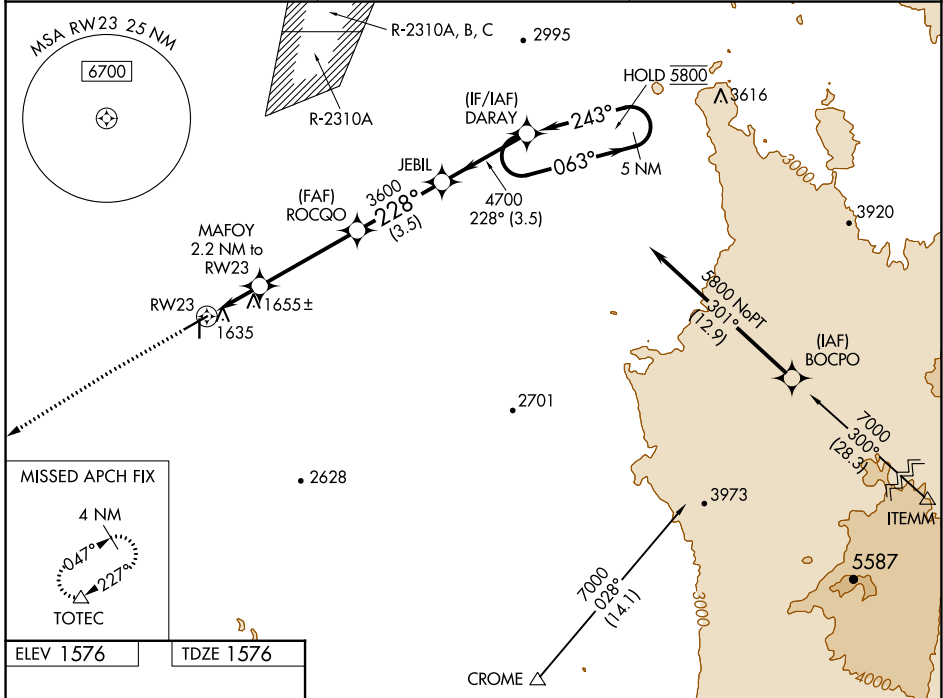 MSA RW23 25 NM
6700
R-2310A, B, C
R-2310A
2995
HOLD 5800
3616
(IF/IAF)
DARAY
243°
063°
5 NM
3000
JEBIL
4700
228° (3.5)
3600
228°
(3.5)
(FAF)
ROCQO
3920
MAFOY
2.2 NM to
RW23
1655±
RW23
1635
5800 NoPT
301°
(12.9)
(IAF)
BOCPO
2701
7000
300°
(28.3)
ITEMM
2628
3973
MISSED APCH FIX
4 NM
047°
227°
TOTEC
5587
7000
028°
(14.1)
3000
4000
CROME
ELEV 1576
TDZE 1576